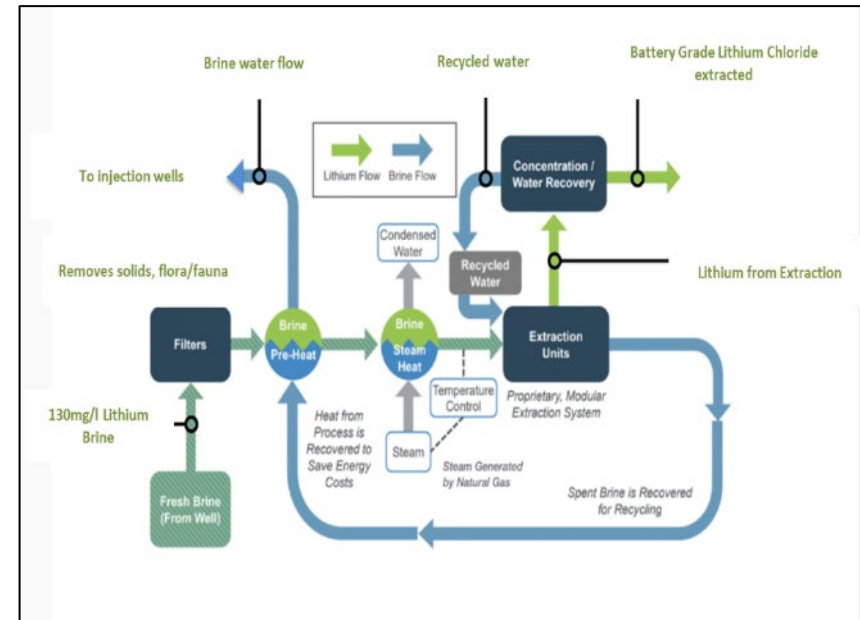 Brine water flow
Recycled water
Battery Grade Lithium Chloride
extracted
To injection wells
Lithium Flow
Brine Flow
Concentration /
Water Recovery
Condensed
Water
Removes solids, flora/fauna
Recycled
Water
Lithium from Extraction
Filters
Brine
Pre-Heat
Brine
Steam
Heat
Extraction
Units
130mg/l Lithium
Brine
Heat from
Process is
Recovered to
Save Energy
Costs
Temperature
Control
Proprietary, Modular
Extraction System
Steam
Steam Generated
by Natural Gas
Fresh Brine
(From Well)
Spent Brine is Recovered
for Recycling